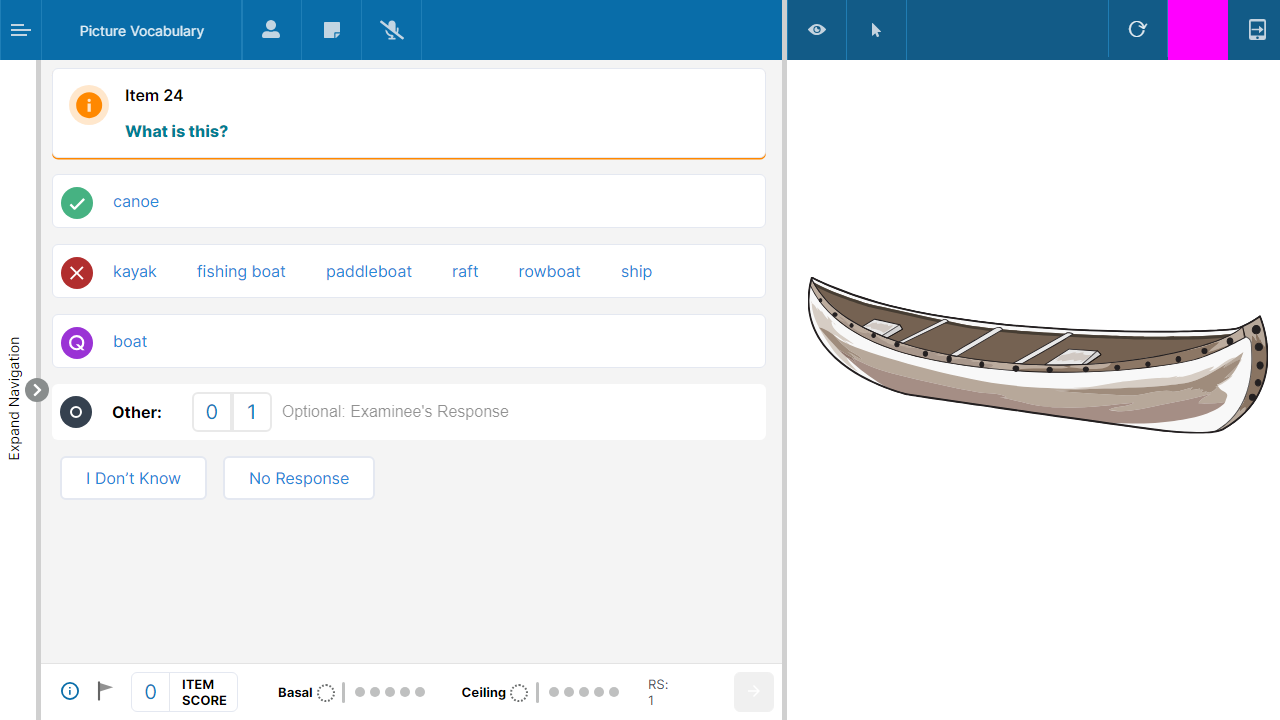 Picture Vocabulary
Item 24
What is this?
canoe
kayak fishing boat paddleboat raft rowboat ship
boat
Other: 0 1 Optional: Examinee's Response
I Don’t Know No Response
Expand Navigation
0 ITEM SCORE Basal Ceiling RS: 1